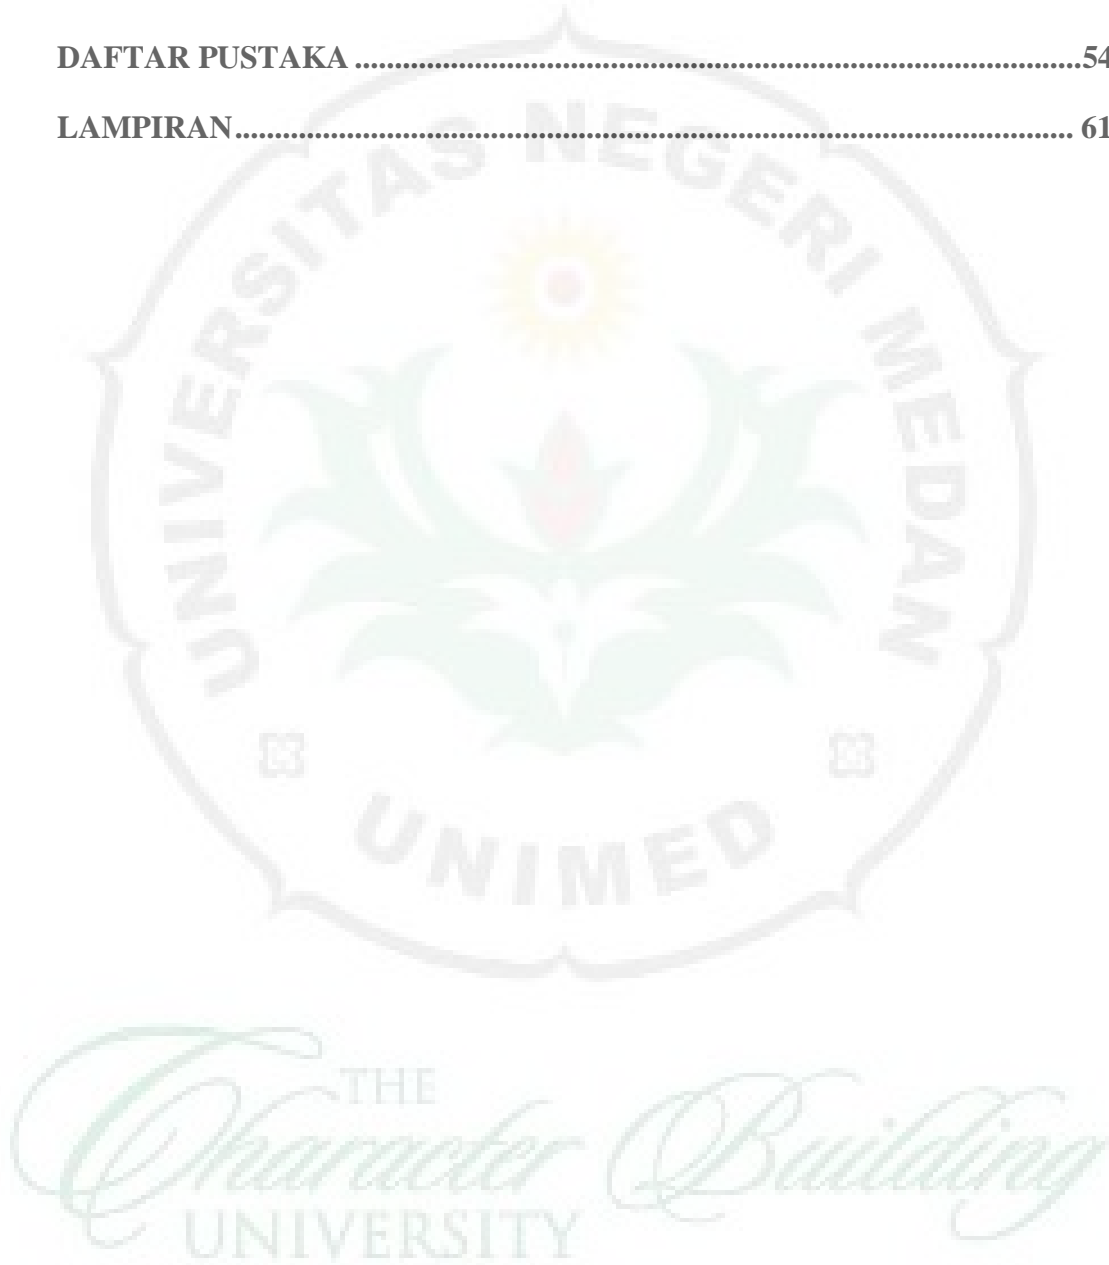 DAFTAR PUSTAKA ............................................................................................54
LAMPIRAN.......................................................................................................... 61
UNIVERSITAS NEGERI MEDAN
UNIMED
THE
Character Building
UNIVERSITY